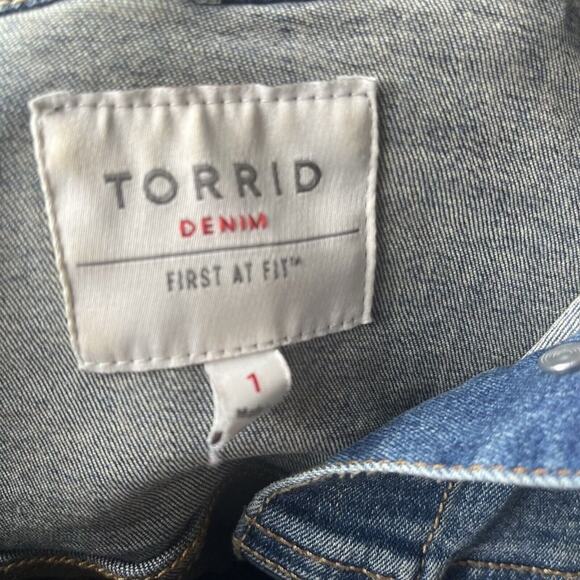 TORRID
DENIM
FIRST AT FIT™
1